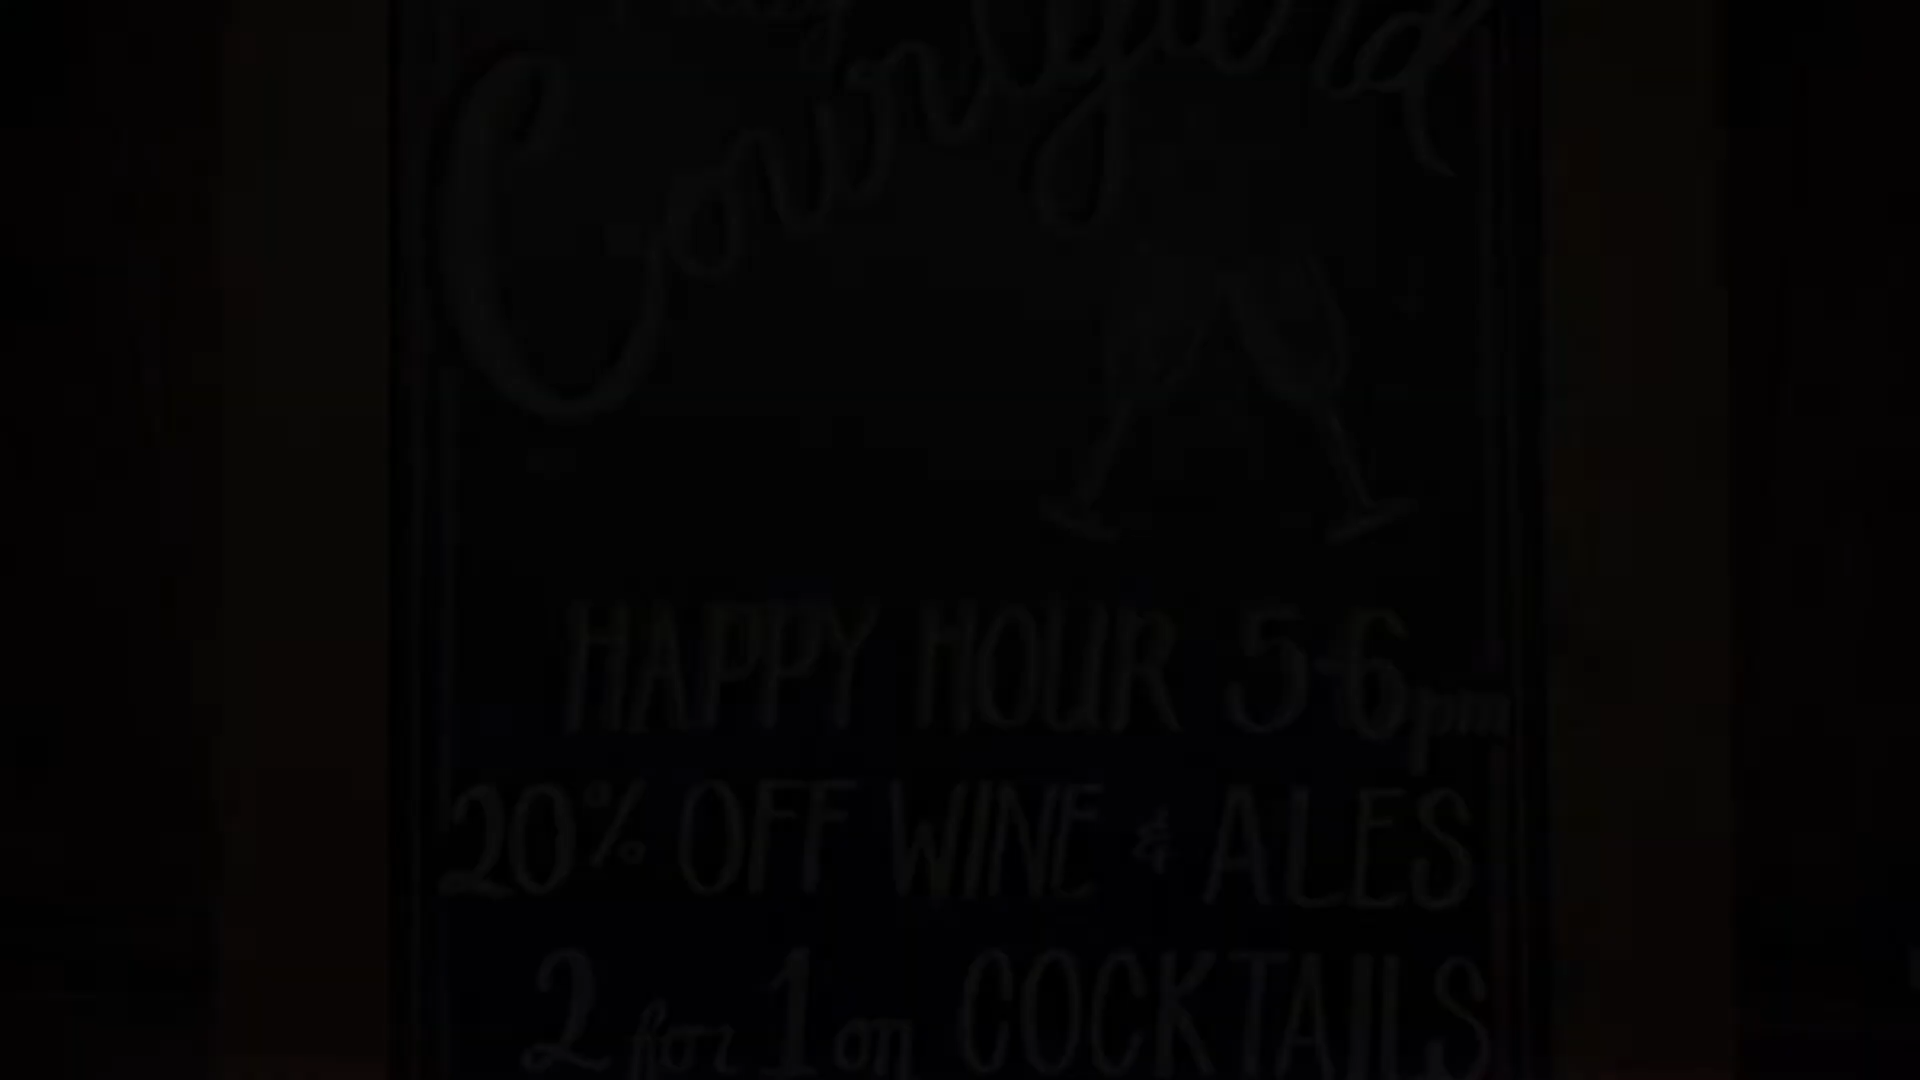 Courtyard
HAPPY HOUR 5-6pm
20% OFF WINE & ALES
2 for 1 on COCKTAILS